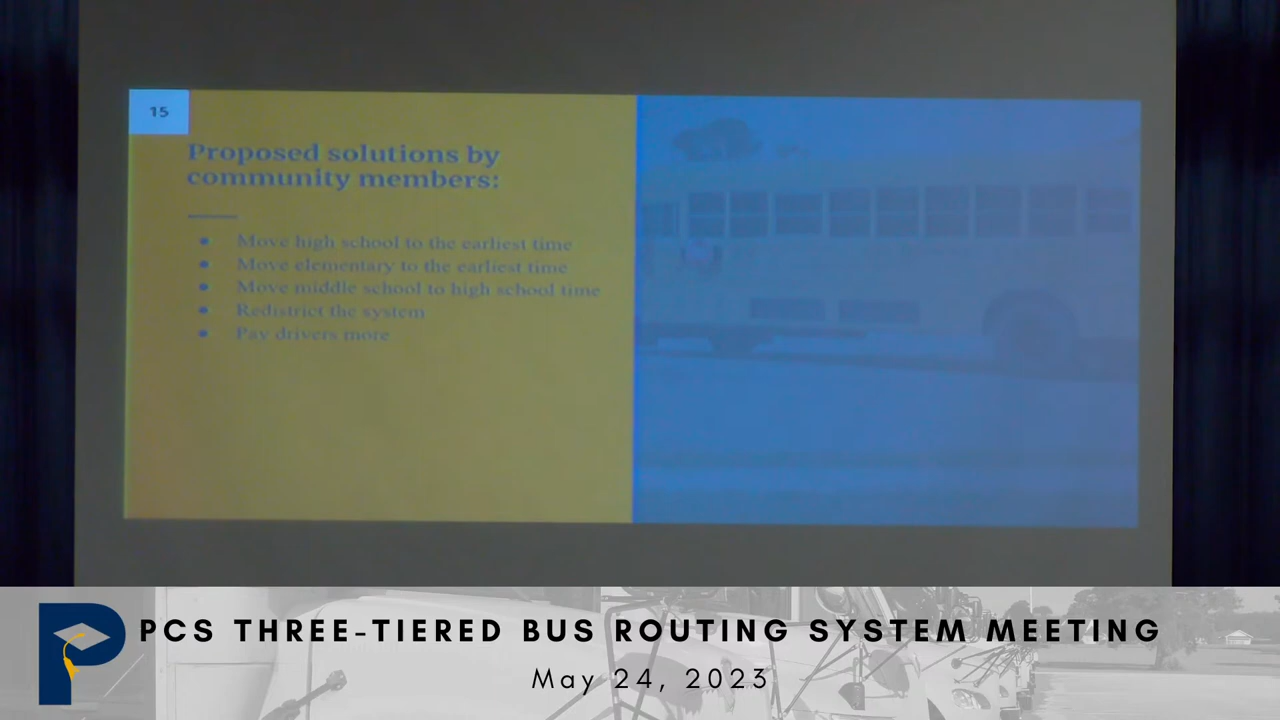 15
Proposed solutions by
community members:
● Move high school to the earliest time
● Move elementary to the earliest time
● Move middle school to high school time
● Redistrict the system
● Pay drivers more
P
PCS THREE-TIERED BUS ROUTING SYSTEM MEETING
May 24, 2023